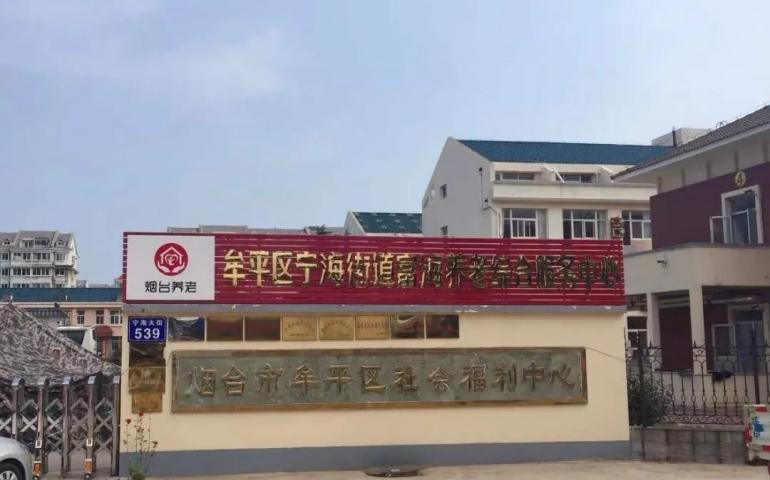 牟平区宁海街道富海养老综合服务中心
烟台养老
宁海大街
539
烟台市牟平区社会福利中心
4